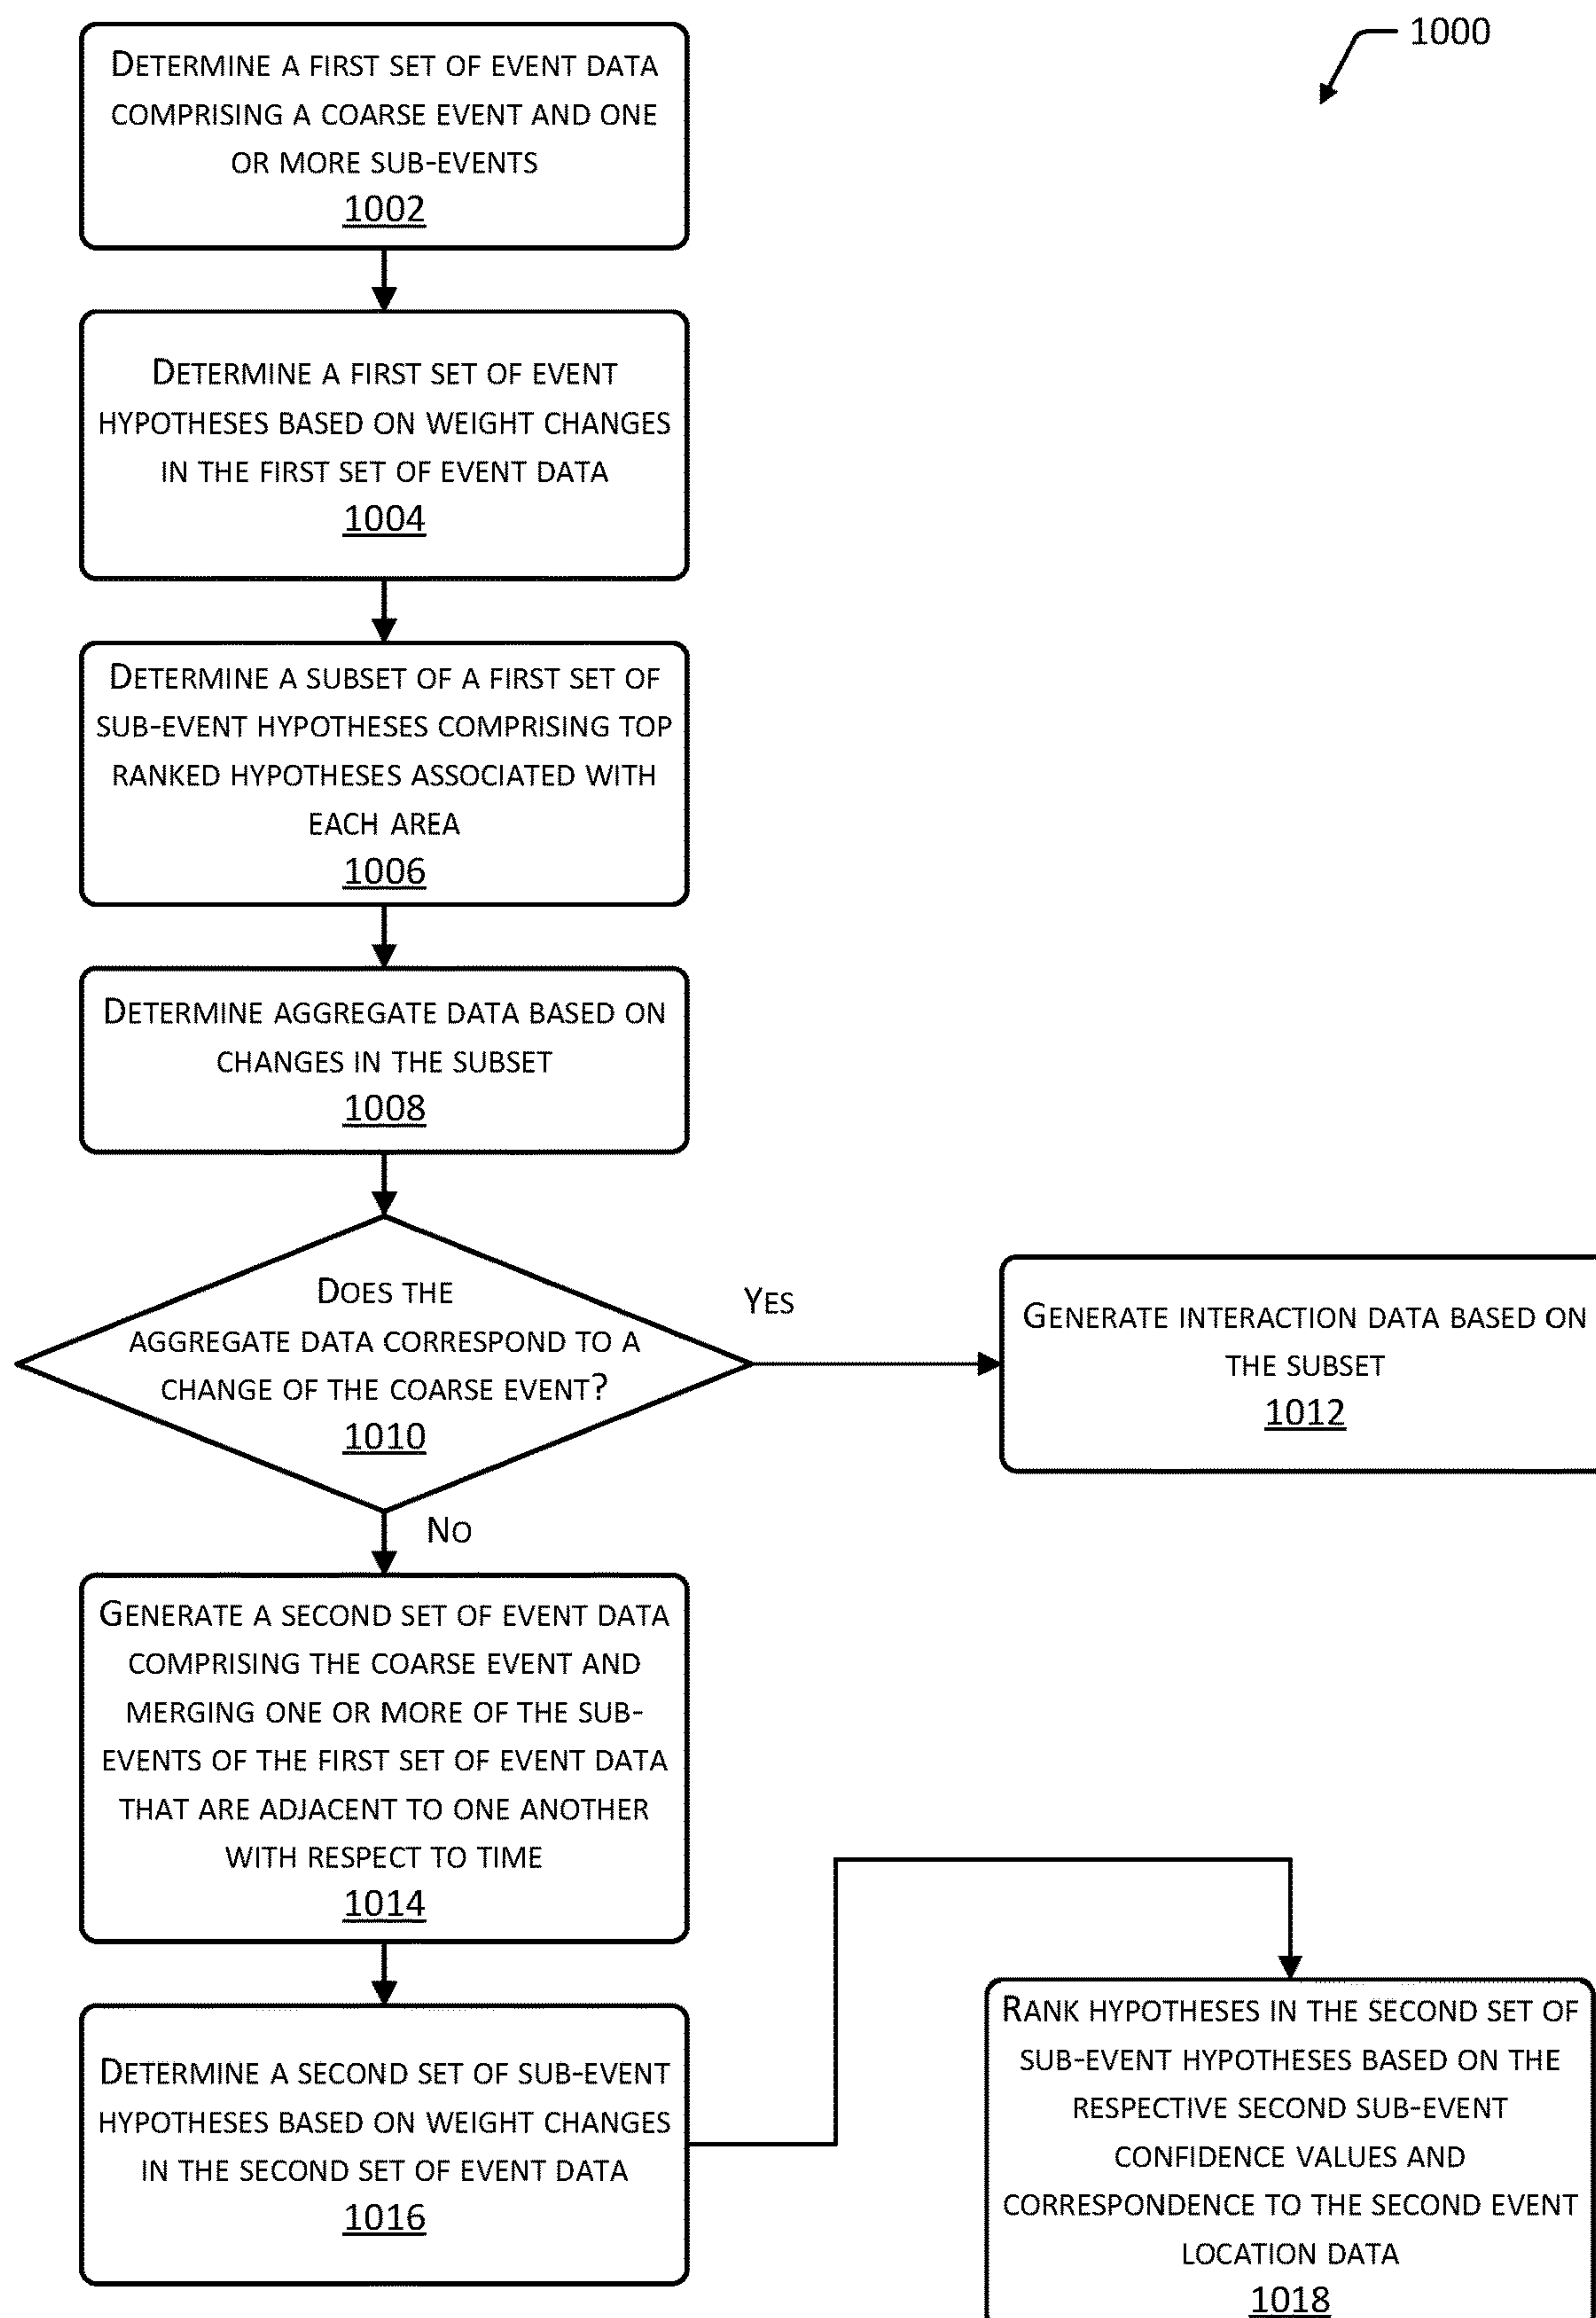 1000
DETERMINE A FIRST SET OF EVENT DATA
COMPRISING A COARSE EVENT AND ONE
OR MORE SUB-EVENTS
1002
DETERMINE A FIRST SET OF EVENT
HYPOTHESES BASED ON WEIGHT CHANGES
IN THE FIRST SET OF EVENT DATA
1004
DETERMINE A SUBSET OF A FIRST SET OF
SUB-EVENT HYPOTHESES COMPRISING TOP
RANKED HYPOTHESES ASSOCIATED WITH
EACH AREA
1006
DETERMINE AGGREGATE DATA BASED ON
CHANGES IN THE SUBSET
1008
DOES THE
AGGREGATE DATA CORRESPOND TO A
CHANGE OF THE COARSE EVENT?
1010
YES
GENERATE INTERACTION DATA BASED ON
THE SUBSET
1012
NO
GENERATE A SECOND SET OF EVENT DATA
COMPRISING THE COARSE EVENT AND
MERGING ONE OR MORE OF THE SUB-
EVENTS OF THE FIRST SET OF EVENT DATA
THAT ARE ADJACENT TO ONE ANOTHER
WITH RESPECT TO TIME
1014
DETERMINE A SECOND SET OF SUB-EVENT
HYPOTHESES BASED ON WEIGHT CHANGES
IN THE SECOND SET OF EVENT DATA
1016
RANK HYPOTHESES IN THE SECOND SET OF
SUB-EVENT HYPOTHESES BASED ON THE
RESPECTIVE SECOND SUB-EVENT
CONFIDENCE VALUES AND
CORRESPONDENCE TO THE SECOND EVENT
LOCATION DATA
1018